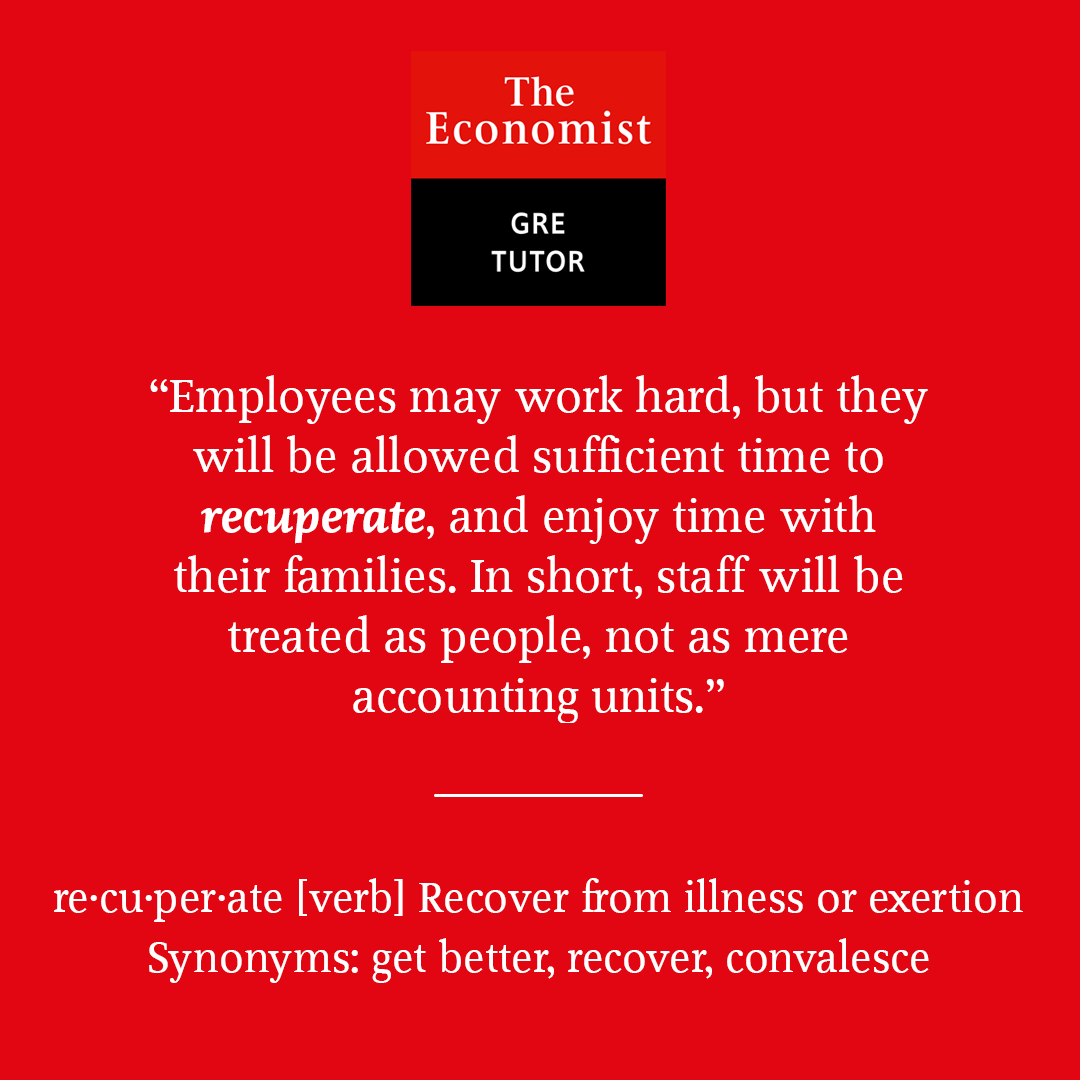 The
Economist
GRE
TUTOR
“Employees may work hard, but they
will be allowed sufficient time to
recuperate, and enjoy time with
their families. In short, staff will be
treated as people, not as mere
accounting units.”
re·cu·per·ate [verb] Recover from illness or exertion
Synonyms: get better, recover, convalesce